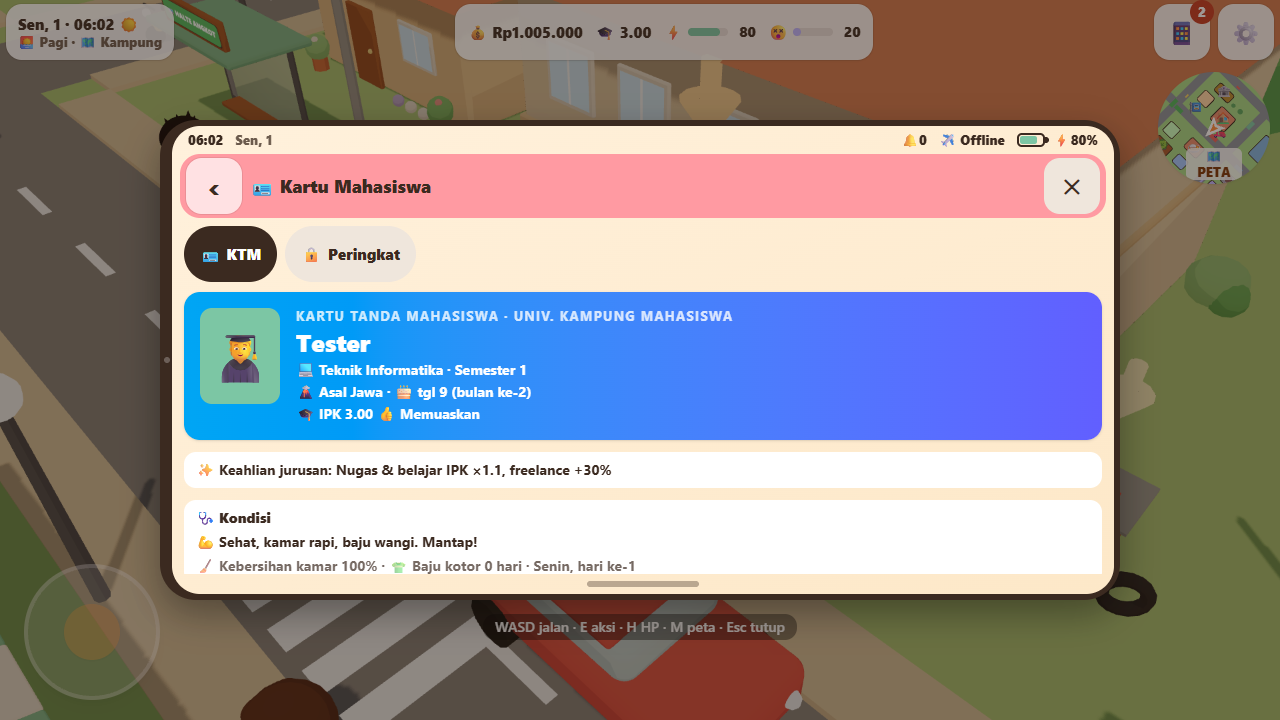 Sen, 1 · 06:02
Pagi · Kampung
HALTE ANGKOT
Rp1.005.000 3.00 80 20
2
PETA
06:02 Sen, 1
0 Offline 80%
Kartu Mahasiswa
KTM
Peringkat
KARTU TANDA MAHASISWA · UNIV. KAMPUNG MAHASISWA
Tester
Teknik Informatika · Semester 1
Asal Jawa · tgl 9 (bulan ke-2)
IPK 3.00 Memuaskan
Keahlian jurusan: Nugas & belajar IPK ×1.1, freelance +30%
Kondisi
Sehat, kamar rapi, baju wangi. Mantap!
Kebersihan kamar 100% · Baju kotor 0 hari · Senin, hari ke-1
WASD jalan · E aksi · H HP · M peta · Esc tutup